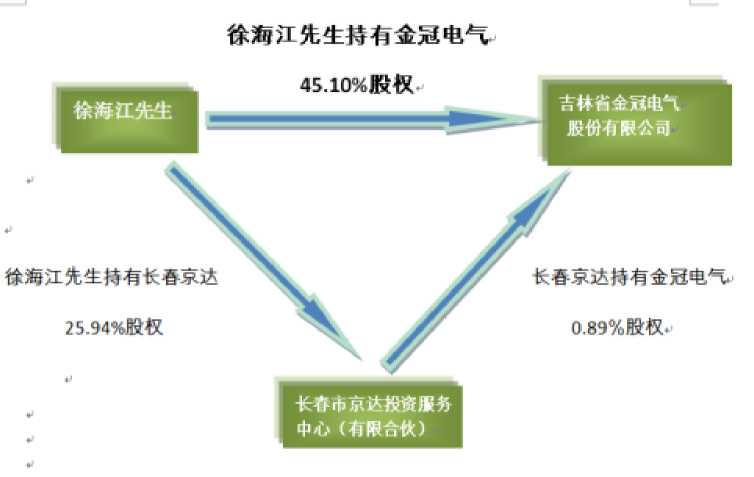 徐海江先生持有金冠电气
45.10%股权
徐海江先生
吉林省金冠电气
股份有限公司
徐海江先生持有长春京达
25.94%股权
长春京达持有金冠电气
0.89%股权
长春市京达投资服务
中心（有限合伙）